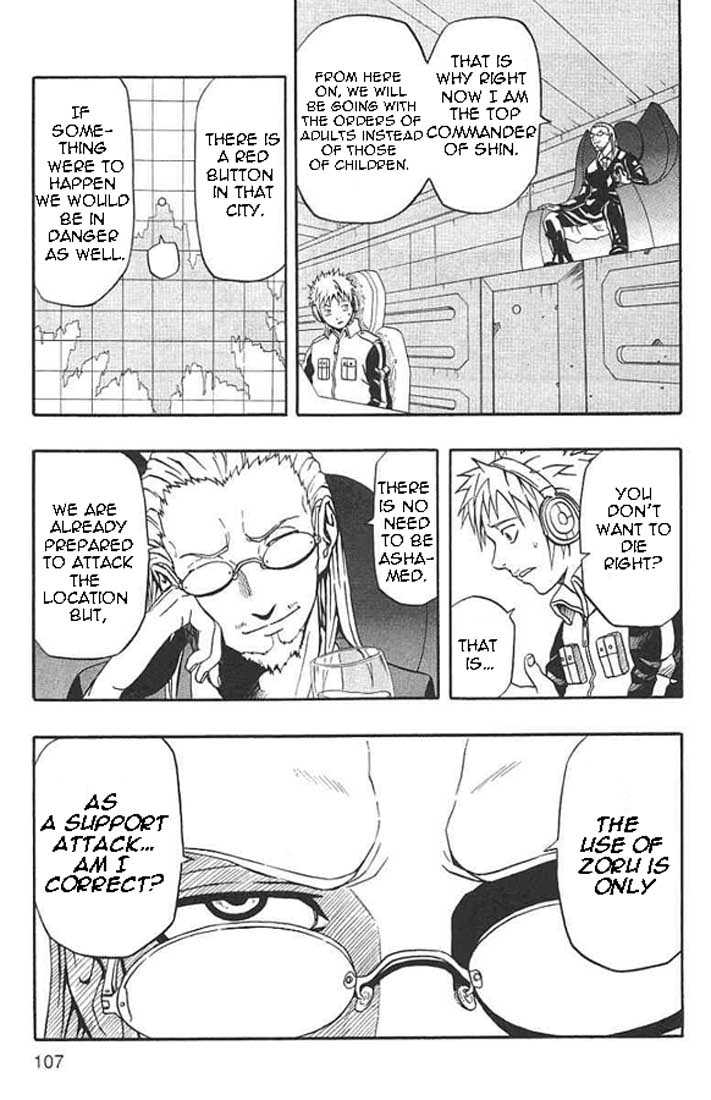 THAT IS
WHY RIGHT
NOW I AM
THE TOP
COMMANDER
OF SHIN.
FROM HERE
ON, WE WILL
BE GOING WITH
THE ORDERS OF
ADULTS INSTEAD
OF THOSE
OF CHILDREN.
THERE IS
A RED
BUTTON
IN THAT
CITY.
IF
SOME-
THING
WERE TO
HAPPEN
WE WOULD
BE IN
DANGER
AS WELL.
YOU
DON'T
WANT TO
DIE
RIGHT?
THAT
IS...
THERE
IS NO
NEED
TO BE
ASHA-
MED.
WE ARE
ALREADY
PREPARED
TO ATTACK
THE
LOCATION
BUT,
THE
USE OF
ZORU IS
ONLY
AS
A SUPPORT
ATTACK...
AM I
CORRECT?
107